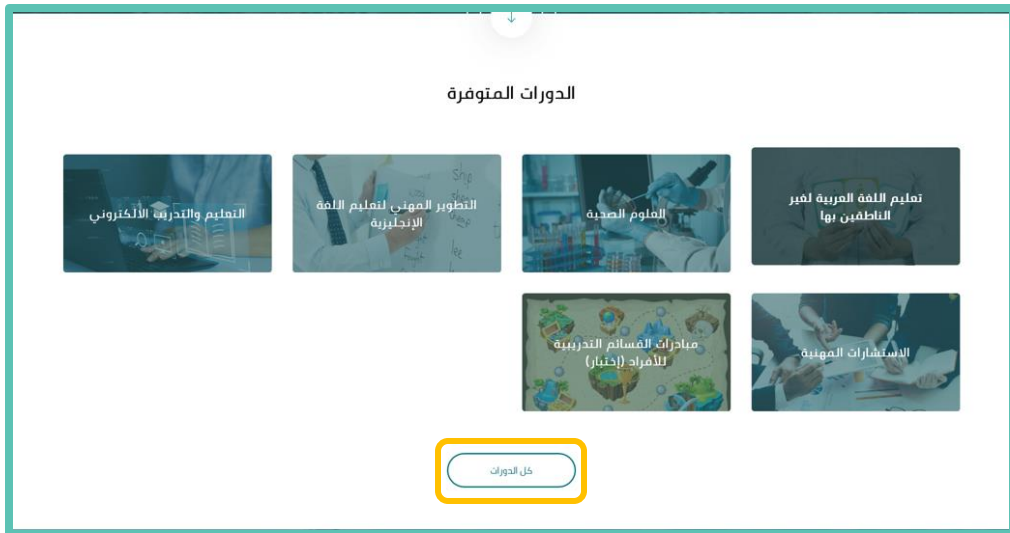 الدورات المتوفرة
تعليم اللغة العربية لغير
الناطقين بها
العلوم الصحية
التطوير المهني لتعليم اللغة
الإنجليزية
التعليم والتدريب الألكتروني
الاستشارات المهنية
مبادرات القسائم التدريبية
للأفراد (إختبار)
كل الدورات